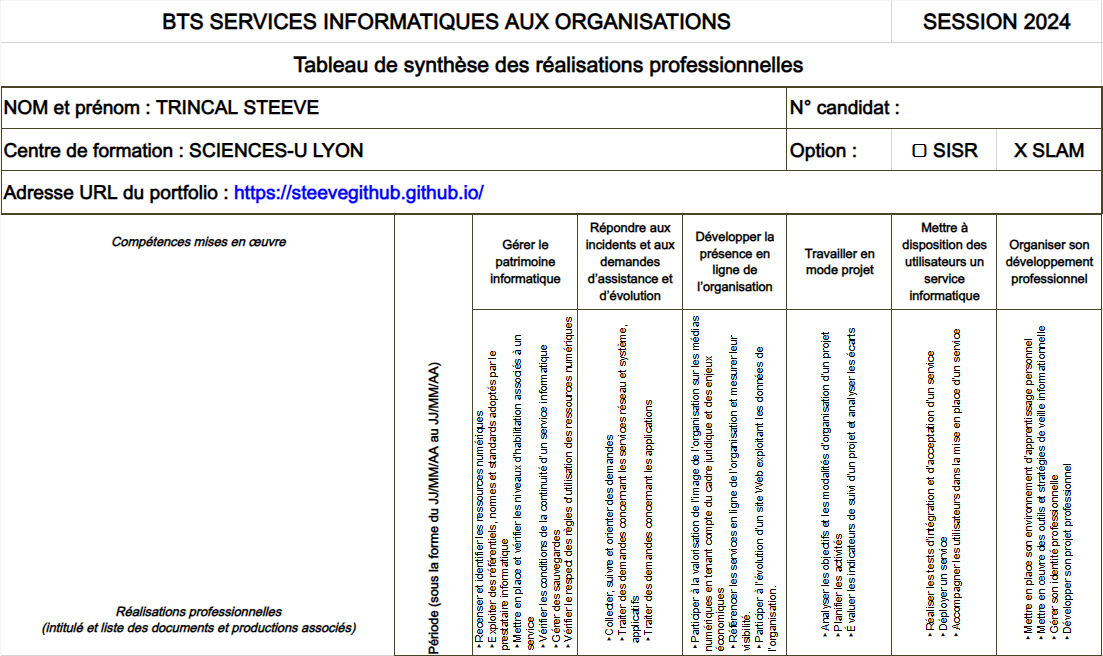 BTS SERVICES INFORMATIQUES AUX ORGANISATIONS
SESSION 2024
Tableau de synthèse des réalisations professionnelles
NOM et prénom : TRINCAL STEEVE
N° candidat :
Centre de formation : SCIENCES-U LYON
Option :
☐ SISR
X SLAM
Adresse URL du portfolio : https://steevegithub.github.io/
Compétences mises en œuvre
Réalisations professionnelles
(intitulé et liste des documents et productions associés)
Période (sous la forme du JJ/MM/AA au JJ/MM/AA)
Gérer le
patrimoine
informatique
Répondre aux
incidents et aux
demandes
d'assistance et
d'évolution
Développer la
présence en
ligne de
l'organisation
Travailler en
mode projet
Mettre à
disposition des
utilisateurs un
service
informatique
Organiser son
développement
professionnel
‣ Recenser et identifier les ressources numériques
‣ Exploiter des référentiels, normes et standards adoptés par le
prestataire informatique
‣ Mettre en place et vérifier les niveaux d'habilitation associés à un
service
‣ Vérifier les conditions de la continuité d'un service informatique
‣ Gérer des sauvegardes
‣ Vérifier le respect des règles d'utilisation des ressources numériques
‣ Collecter, suivre et orienter des demandes
‣ Traiter des demandes concernant les services réseau et système,
applicatifs
‣ Traiter des demandes concernant les applications
‣ Participer à la valorisation de l'image de l'organisation sur les médias
numériques en tenant compte du cadre juridique et des enjeux
économiques
‣ Référencer les services en ligne de l'organisation et mesurer leur
visibilité.
‣ Participer à l'évolution d'un site Web exploitant les données de
l'organisation.
‣ Analyser les objectifs et les modalités d'organisation d'un projet
‣ Planifier les activités
‣ Évaluer les indicateurs de suivi d'un projet et analyser les écarts
‣ Réaliser les tests d'intégration et d'acceptation d'un service
‣ Déployer un service
‣ Accompagner les utilisateurs dans la mise en place d'un service
‣ Mettre en place son environnement d'apprentissage personnel
‣ Mettre en œuvre des outils et stratégies de veille informationnelle
‣ Gérer son identité professionnelle
‣ Développer son projet professionnel